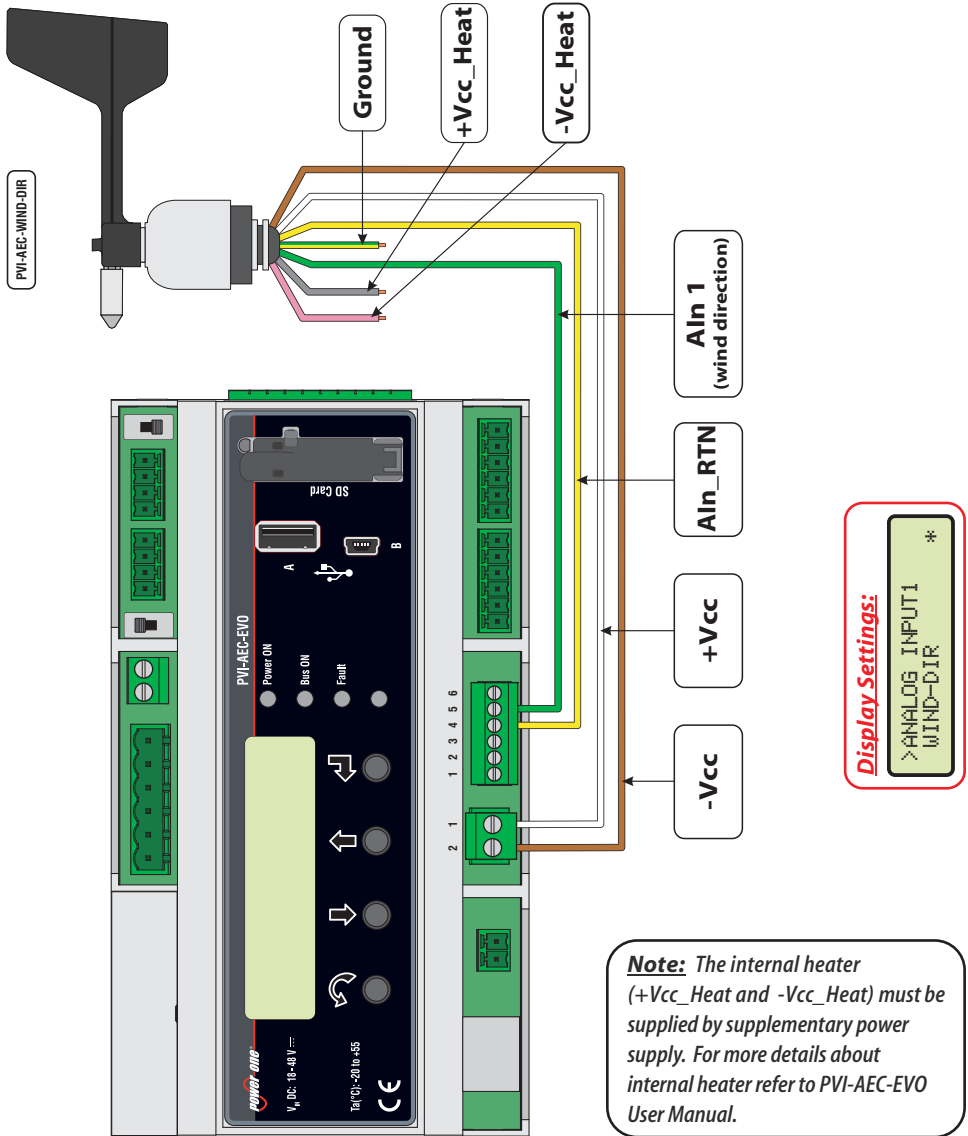 PVI-AEC-WIND-DIR
Ground
+Vcc_Heat
-Vcc_Heat
AIn 1
(wind direction)
AIn_RTN
+Vcc
-Vcc
PVI-AEC-EVO
Power ON
Bus ON
Fault
A
B
SD Card
power-one
VIN DC: 18-48 V
Ta(°C):-20 to +55
CE
2 1
1 2 3 4 5 6
Display Settings:
>ANALOG INPUT1
WIND-DIR *
Note: The internal heater
(+Vcc_Heat and -Vcc_Heat) must be
supplied by supplementary power
supply. For more details about
internal heater refer to PVI-AEC-EVO
User Manual.